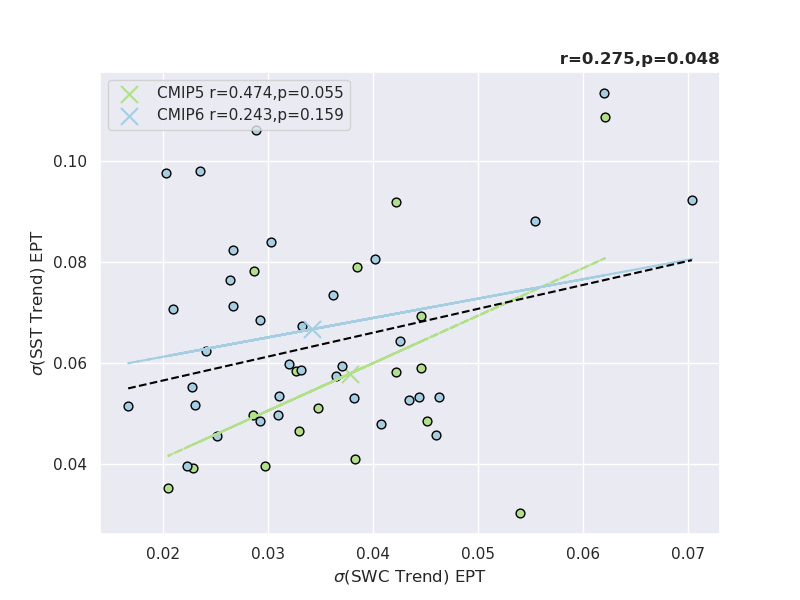 r=0.275,p=0.048
CMIP5 r=0.474,p=0.055
CMIP6 r=0.243,p=0.159
0.10
0.08
0.06
0.04
σ(SST Trend) EPT
0.02 0.03 0.04 0.05 0.06 0.07
σ(SWC Trend) EPT